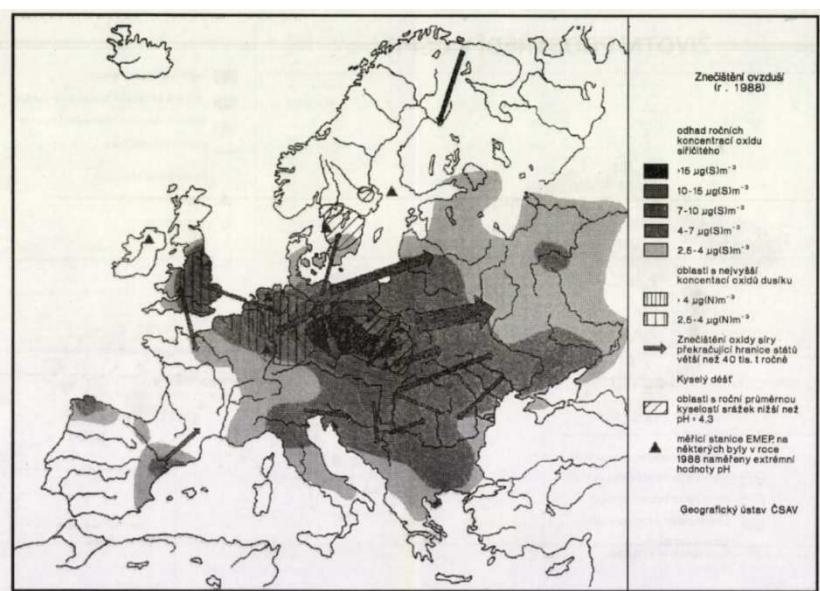 Znečištění ovzduší
(r . 1988)
odhad ročních
koncentrací oxidu
siřičitého
›15 µg(S)m⁻³
10-15 µg(S)m⁻³
7-10 µg(S)m⁻³
4-7 µg(S)m⁻³
2,5-4 µg(S)m⁻³
oblasti s nejvyšší
koncentací oxidů dusíku
› 4 µg(N)m⁻³
2,5-4 µg(N)m⁻³
Znečištění oxidy síry
překračující hranice států
větší než 40 tis. t ročně
Kyselý déšť
oblasti s roční průměrnou
kyselostí srážek nižší než
pH › 4,3
měřicí stanice EMEP, na
některých byly v roce
1988 naměřeny extrémní
hodnoty pH
Geografický ústav ČSAV